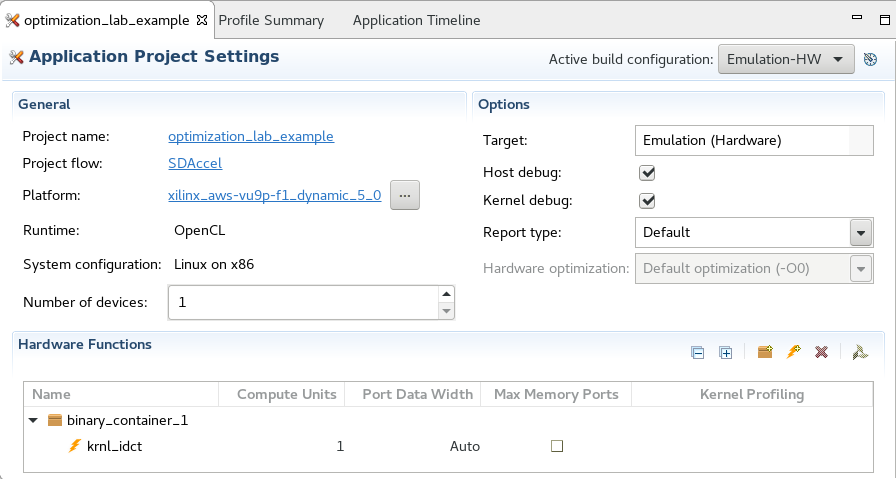 optimization_lab_example Profile Summary Application Timeline
Application Project Settings Active build configuration: Emulation-HW
General
Project name: optimization_lab_example
Project flow: SDAccel
Platform: xilinx_aws-vu9p-f1_dynamic_5_0 ...
Runtime: OpenCL
System configuration: Linux on x86
Number of devices: 1
Options
Target: Emulation (Hardware)
Host debug:
Kernel debug:
Report type: Default
Hardware optimization: Default optimization (-O0)
Hardware Functions
Name Compute Units Port Data Width Max Memory Ports Kernel Profiling
binary_container_1
krnl_idct 1 Auto